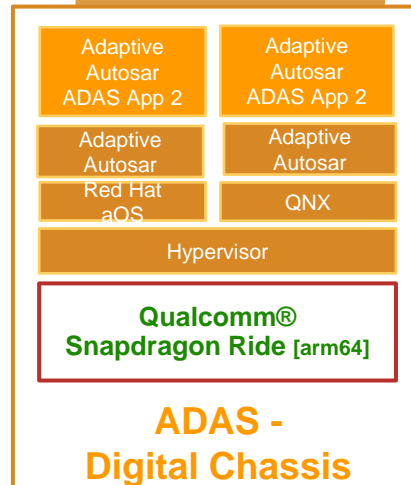 Adaptive
Autosar
ADAS App 2
Adaptive
Autosar
ADAS App 2
Adaptive
Autosar
Adaptive
Autosar
Red Hat
aOS
QNX
Hypervisor
Qualcomm®
Snapdragon Ride [arm64]
ADAS -
Digital Chassis